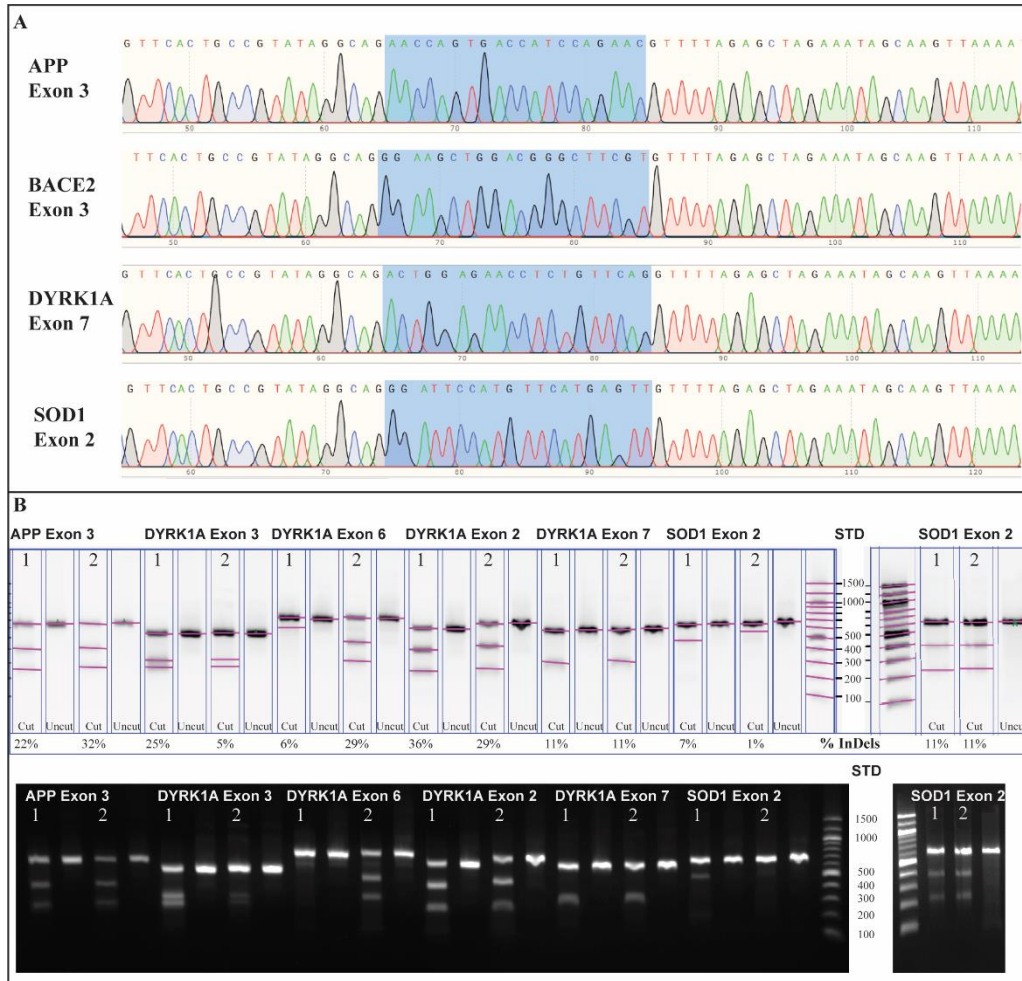 A
G T T C A C T G C C G T A T A G G C A G A A C C A G T G A C C A T C C A G A A C G T T T T A G A G C T A G A A A T A G C A A G T T A A A A T
APP
Exon 3
50 60 70 80 90 100 110
T T C A C T G C C G T A T A G G C A G G G A A G C T G G A C G G G C T T C G T G T T T T A G A G C T A G A A A T A G C A A G T T A A A A T
BACE2
Exon 3
50 60 70 80 90 100 110
G T T C A C T G C C G T A T A G G C A G A C T G G A G A A C C T C T G T T C A G G T T T T A G A G C T A G A A A T A G C A A G T T A A A A
DYRK1A
Exon 7
50 60 70 80 90 100 110
G T T C A C T G C C G T A T A G G C A G G G A T T C C A T G T T C A T G A G T T G T T T T A G A G C T A G A A A T A G C A A G T T A A A A
SOD1
Exon 2
60 70 80 90 100 110 120
B
APP Exon 3 DYRK1A Exon 3 DYRK1A Exon 6 DYRK1A Exon 2 DYRK1A Exon 7 SOD1 Exon 2 STD SOD1 Exon 2
1 2 1 2 1 2 1 2 1 2 1 2 1 2
1500
1000
500
400
300
200
100
Cut Uncut Cut Uncut Cut Uncut Cut Uncut Cut Uncut Cut Uncut Cut Uncut Cut Uncut Cut Uncut Cut Uncut Cut Uncut Cut Uncut Cut Cut Uncut
22% 32% 25% 5% 6% 29% 36% 29% 11% 11% 7% 1% % InDels 11% 11%
STD
APP Exon 3 DYRK1A Exon 3 DYRK1A Exon 6 DYRK1A Exon 2 DYRK1A Exon 7 SOD1 Exon 2 SOD1 Exon 2
1 2 1 2 1 2 1 2 1 2 1 2 1 2
1500
1000
500
400
300
200
100